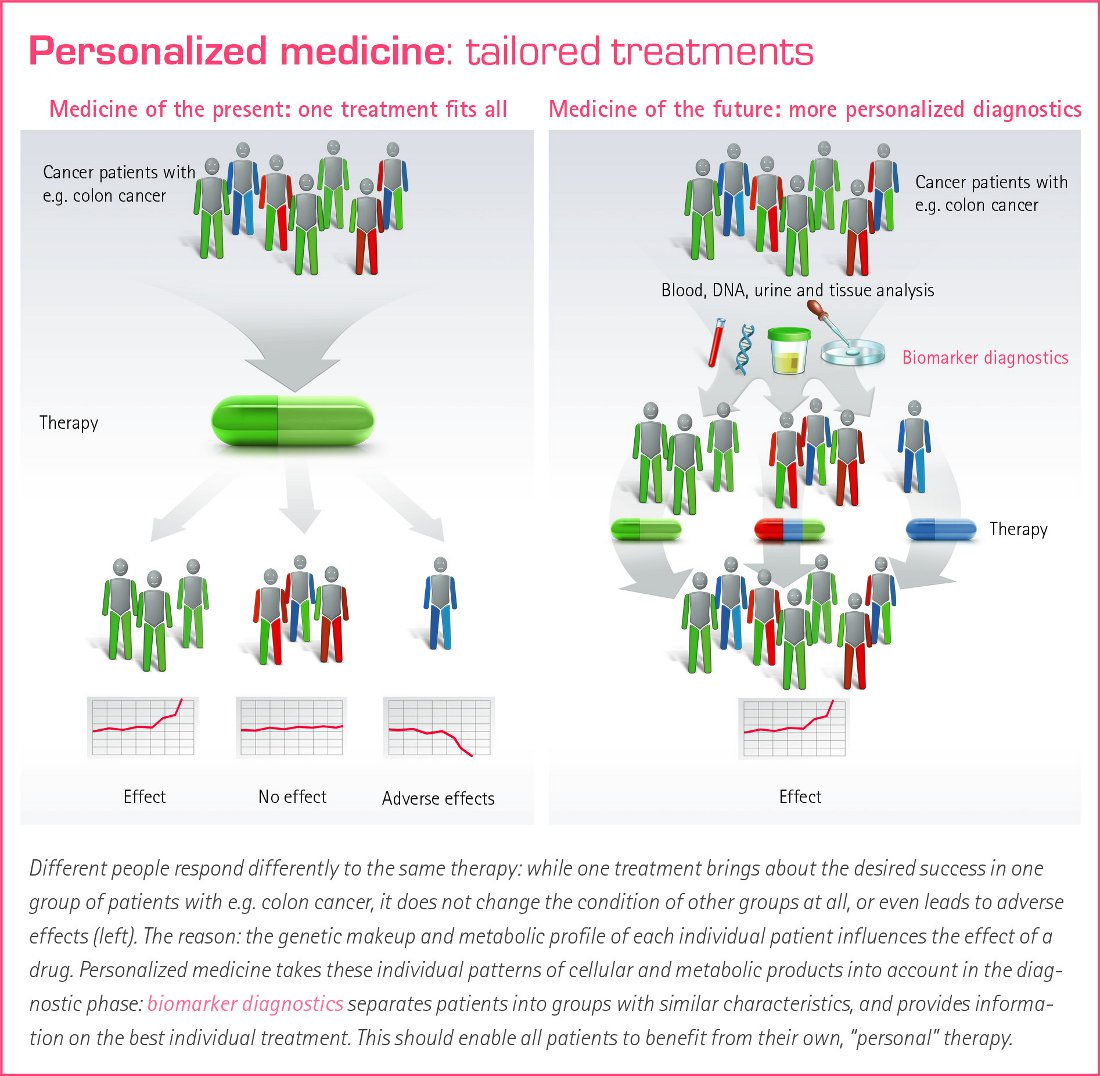 Personalized medicine: tailored treatments
Medicine of the present: one treatment fits all
Cancer patients with
e.g. colon cancer
Therapy
Effect
No effect
Adverse effects
Medicine of the future: more personalized diagnostics
Cancer patients with
e.g. colon cancer
Blood, DNA, urine and tissue analysis
Biomarker diagnostics
Therapy
Effect
Different people respond differently to the same therapy: while one treatment brings about the desired success in one
group of patients with e.g. colon cancer, it does not change the condition of other groups at all, or even leads to adverse
effects (left). The reason: the genetic makeup and metabolic profile of each individual patient influences the effect of a
drug. Personalized medicine takes these individual patterns of cellular and metabolic products into account in the diag-
nostic phase: biomarker diagnostics separates patients into groups with similar characteristics, and provides informa-
tion on the best individual treatment. This should enable all patients to benefit from their own, “personal” therapy.